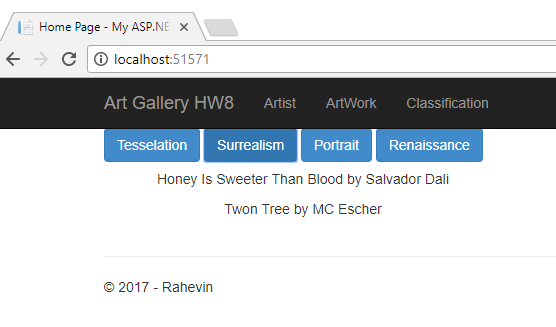 Home Page - My ASP.NE
localhost:51571
Art Gallery HW8 Artist ArtWork Classification
Tesselation Surrealism Portrait Renaissance
Honey Is Sweeter Than Blood by Salvador Dali
Twon Tree by MC Escher
© 2017 - Rahevin